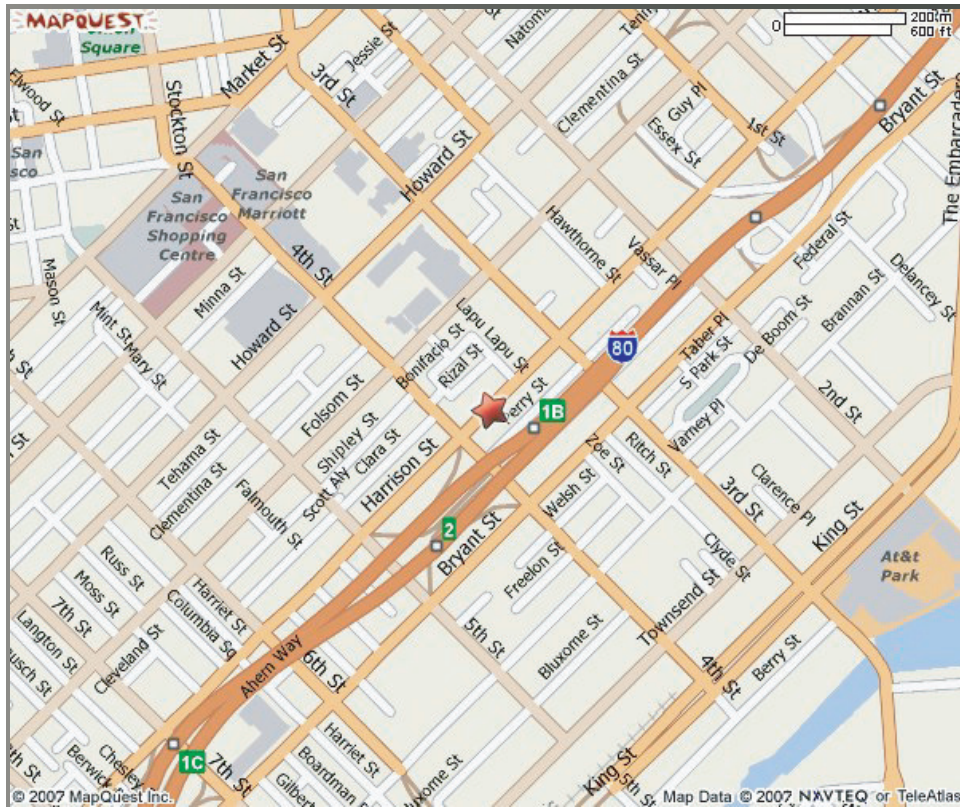 MAPQUEST
Union
Square
0
200 m
600 ft
Elwood St
Market St
Stockton St
3rd St
Jessie St
Natoma
Clementina St
Guy Pl
Essex St
1st St
Bryant St
The Embarcadero
San
Francisco
Marriott
San
Francisco
Shopping
Centre
Howard St
4th St
Mason St
Mint St
Mary St
Minna St
Howard St
Hawthorne St
Vassar Pl
Federal St
Delancey St
Brannan St
De Boom St
Taber Pl
S Park St
Varney Pl
2nd St
80
Lapu Lapu St
Bonifacio St
Rizal St
Perry St
1B
Folsom St
Shipley St
Clara St
Scott Aly
Harrison St
Tehama St
Clementina St
Falmouth St
Zoe St
Ritch St
Welsh St
3rd St
Clarence Pl
King St
At&t
Park
2
Bryant St
Freelon St
Clyde St
Townsend St
Russ St
Moss St
7th St
Langton St
Harriet St
Columbia Sq
Cleveland St
Ahern Way
6th St
5th St
Bluxome St
4th St
Berry St
1C
7th St
Harriet St
Boardman
King St
5th St
© 2007 MapQuest Inc.
Map Data © 2007 NAVTEQ or TeleAtlas